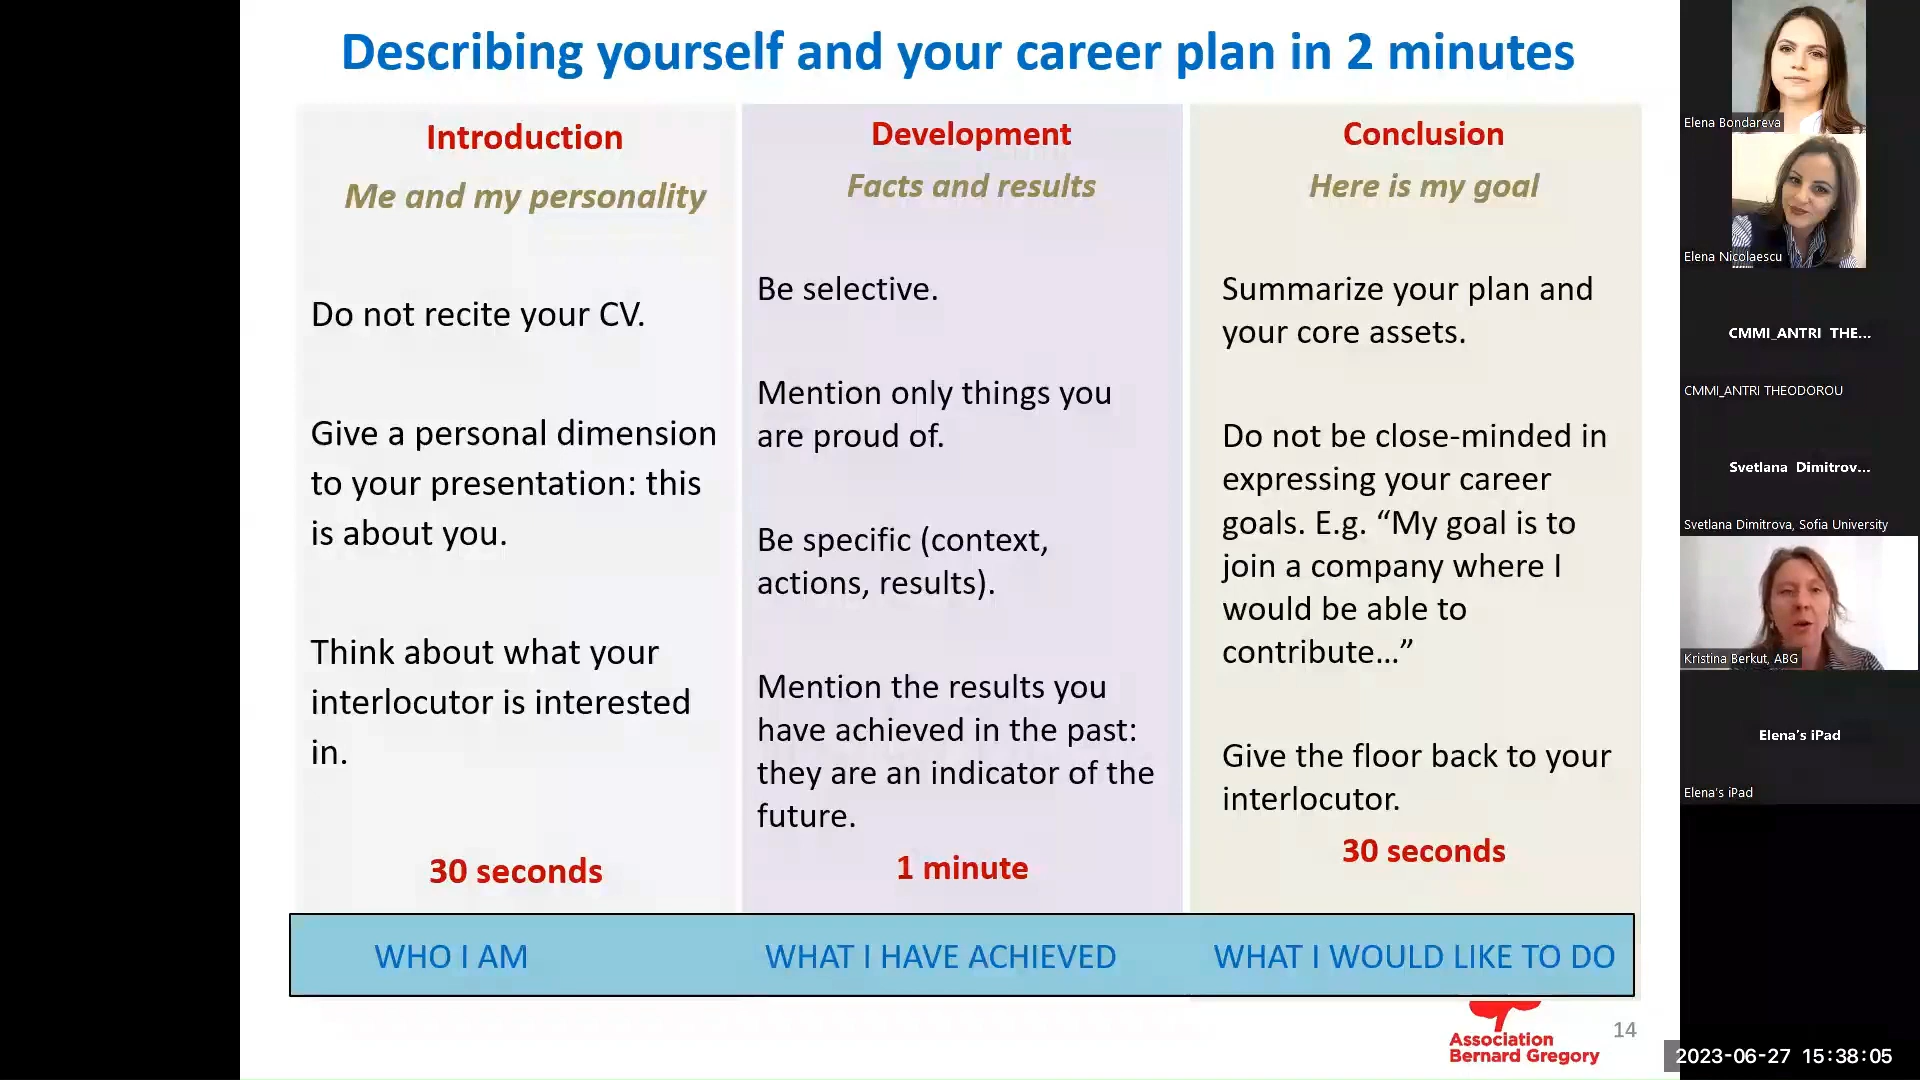 Describing yourself and your career plan in 2 minutes
Introduction
Me and my personality
Do not recite your CV.
Give a personal dimension
to your presentation: this
is about you.
Think about what your
interlocutor is interested
in.
30 seconds
WHO I AM
Development
Facts and results
Be selective.
Mention only things you
are proud of.
Be specific (context,
actions, results).
Mention the results you
have achieved in the past:
they are an indicator of the
future.
1 minute
WHAT I HAVE ACHIEVED
Conclusion
Here is my goal
Summarize your plan and
your core assets.
Do not be close-minded in
expressing your career
goals. E.g. “My goal is to
join a company where I
would be able to
contribute…”
Give the floor back to your
interlocutor.
30 seconds
WHAT I WOULD LIKE TO DO
Association
Bernard Gregory
14
Elena Bondareva
Elena Nicolaescu
CMMI_ANTRI THE...
CMMI_ANTRI THEODOROU
Svetlana Dimitrov...
Svetlana Dimitrova, Sofia University
Kristina Berkut, ABG
Elena's iPad
Elena's iPad
2023-06-27 15:38:05